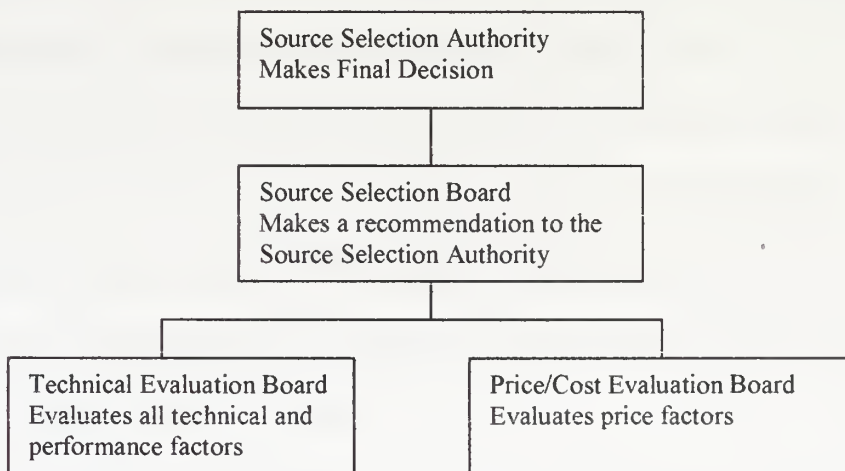 Source Selection Authority
Makes Final Decision
Source Selection Board
Makes a recommendation to the
Source Selection Authority
Technical Evaluation Board
Evaluates all technical and
performance factors
Price/Cost Evaluation Board
Evaluates price factors